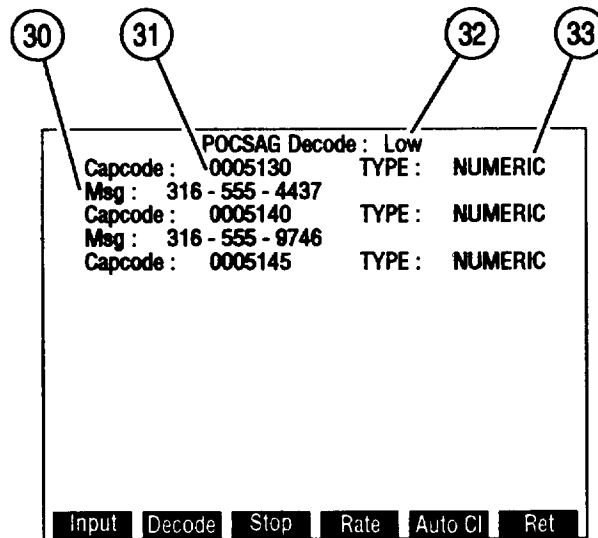 30 31 32 33
POCSAG Decode : Low
Capcode : 0005130 TYPE : NUMERIC
Msg : 316 - 555 - 4437
Capcode : 0005140 TYPE : NUMERIC
Msg : 316 - 555 - 9746
Capcode : 0005145 TYPE : NUMERIC
Input Decode Stop Rate Auto Cl Ret